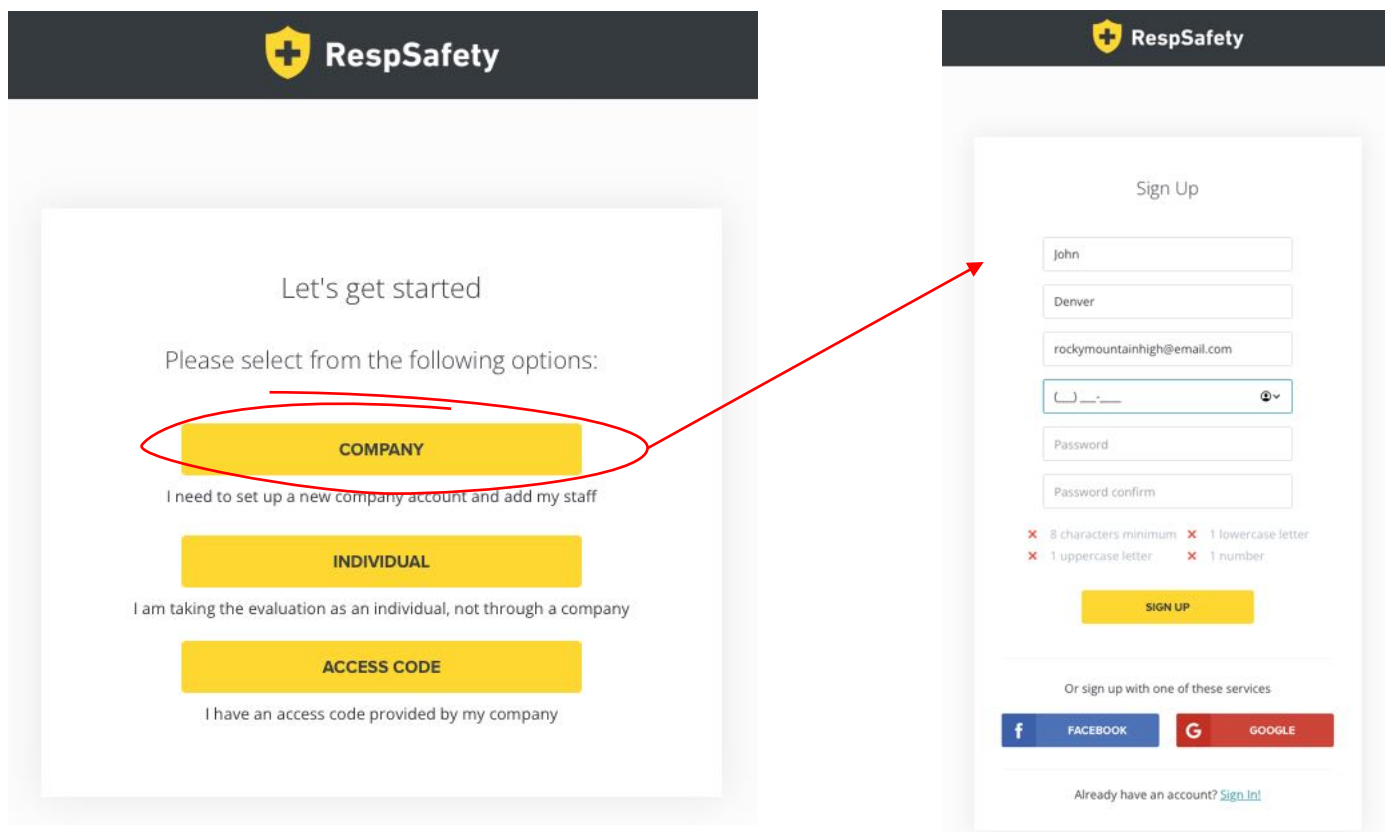 RespSafety
Let's get started
Please select from the following options:
COMPANY
I need to set up a new company account and add my staff
INDIVIDUAL
I am taking the evaluation as an individual, not through a company
ACCESS CODE
I have an access code provided by my company
RespSafety
Sign Up
John
Denver
rockymountainhigh@email.com
(__) __-___
Password
Password confirm
8 characters minimum 1 lowercase letter
1 uppercase letter 1 number
SIGN UP
Or sign up with one of these services
f FACEBOOK G GOOGLE
Already have an account? Sign In!